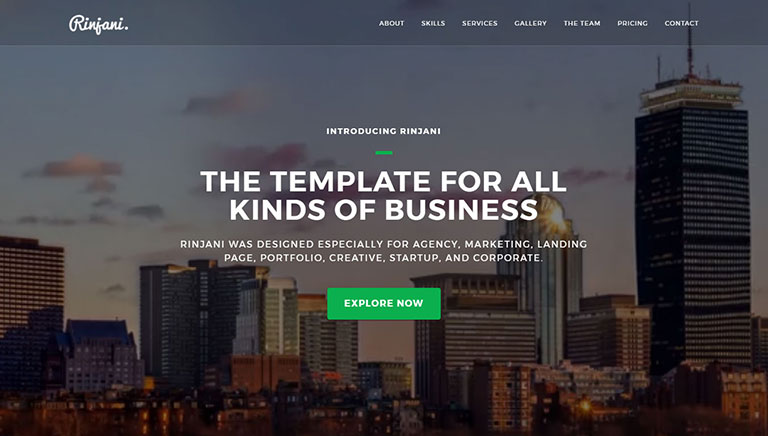 Rinjani.
ABOUT SKILLS SERVICES GALLERY THE TEAM PRICING CONTACT
INTRODUCING RINJANI
THE TEMPLATE FOR ALL
KINDS OF BUSINESS
RINJANI WAS DESIGNED ESPECIALLY FOR AGENCY, MARKETING, LANDING
PAGE, PORTFOLIO, CREATIVE, STARTUP, AND CORPORATE.
EXPLORE NOW